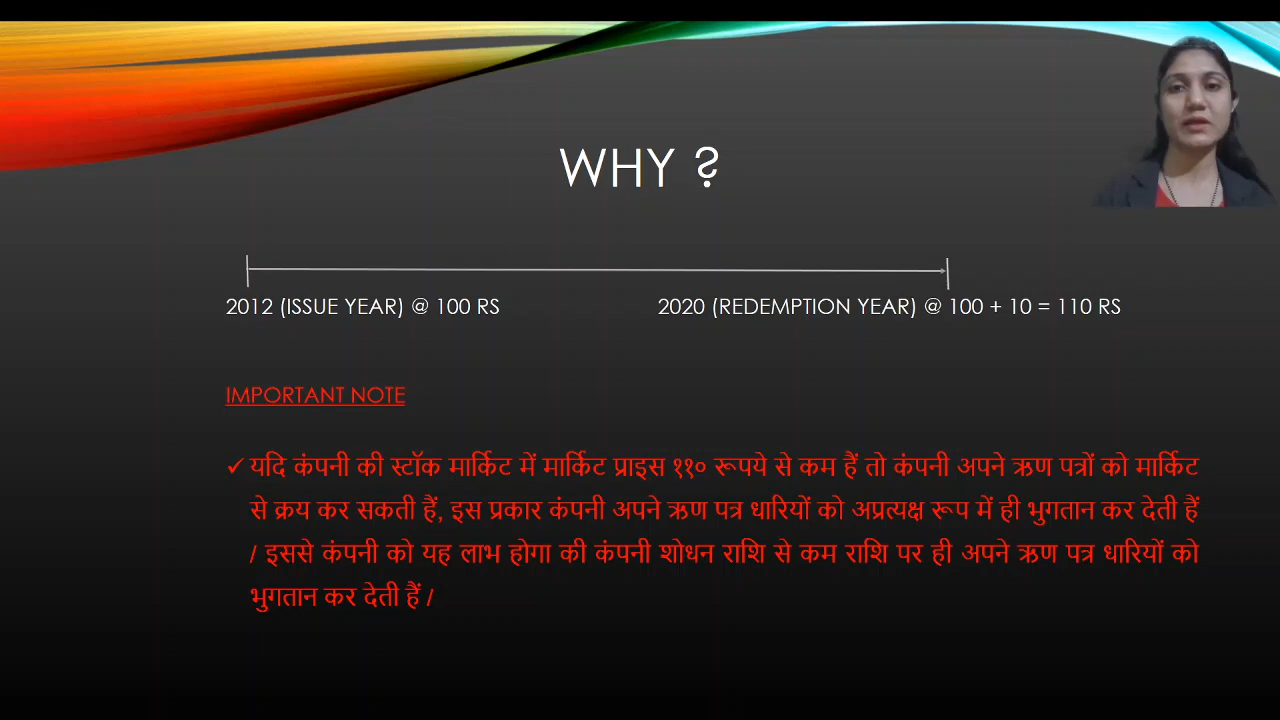 WHY ?
2012 (ISSUE YEAR) @ 100 RS 2020 (REDEMPTION YEAR) @ 100 + 10 = 110 RS
IMPORTANT NOTE
✓ यदि कंपनी की स्टॉक मार्किट में मार्किट प्राइस ११० रूपये से कम हैं तो कंपनी अपने ऋण पत्रों को मार्किट
से क्रय कर सकती हैं, इस प्रकार कंपनी अपने ऋण पत्र धारियों को अप्रत्यक्ष रूप में ही भुगतान कर देती हैं
/ इससे कंपनी को यह लाभ होगा की कंपनी शोधन राशि से कम राशि पर ही अपने ऋण पत्र धारियों को
भुगतान कर देती हैं /